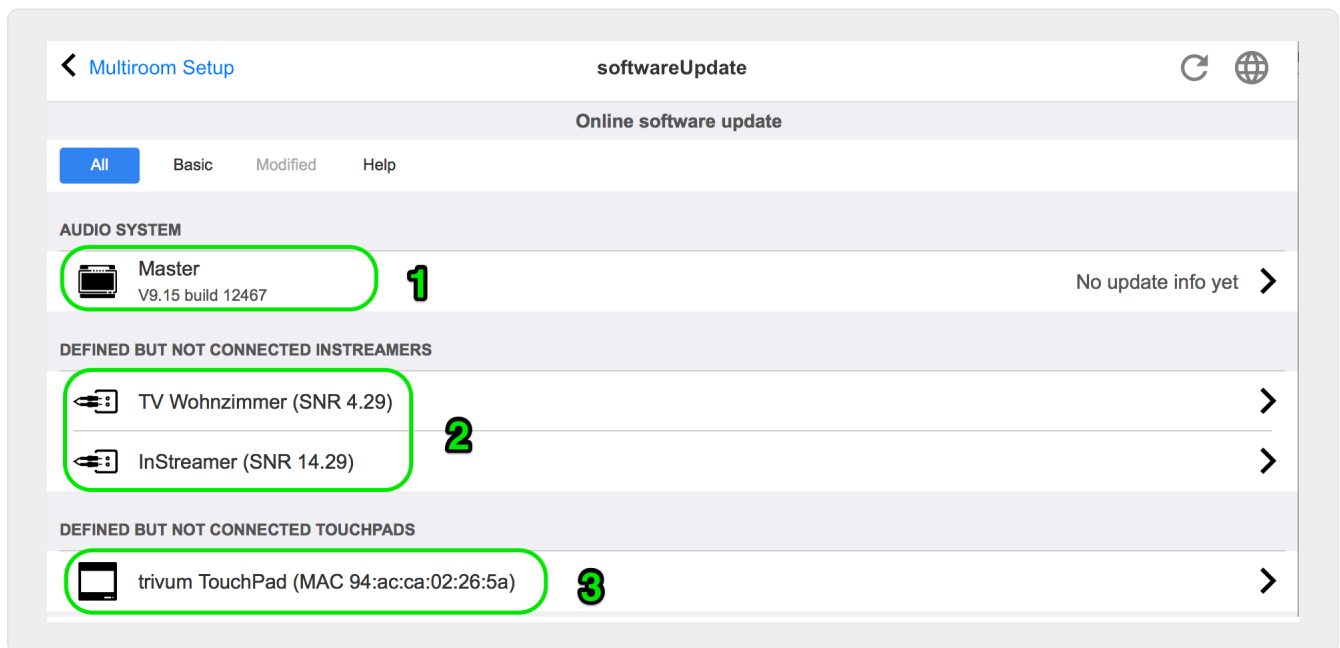 Multiroom Setup
softwareUpdate
Online software update
All Basic Modified Help
AUDIO SYSTEM
Master
V9.15 build 12467
1
No update info yet
DEFINED BUT NOT CONNECTED INSTREAMERS
TV Wohnzimmer (SNR 4.29)
2
InStreamer (SNR 14.29)
DEFINED BUT NOT CONNECTED TOUCHPADS
trivum TouchPad (MAC 94:ac:ca:02:26:5a)
3